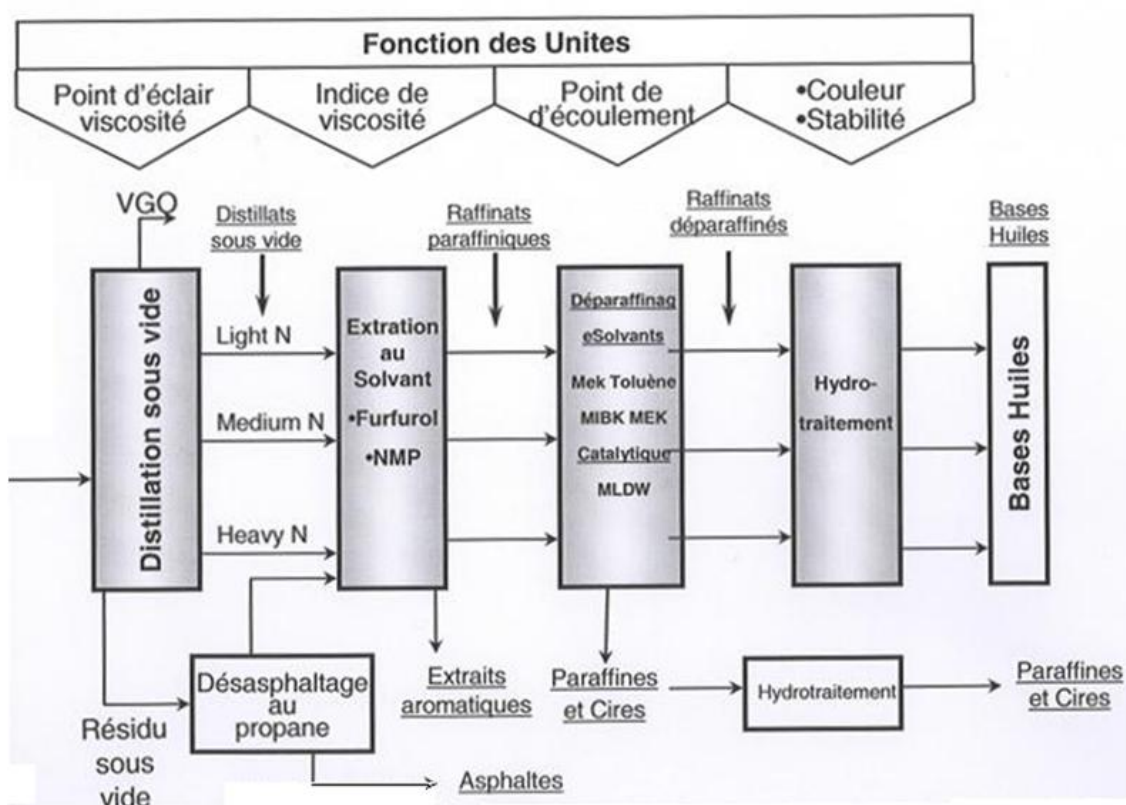 Fonction des Unites
Point d'éclair
viscosité
Indice de
viscosité
Point de
d'écoulement
•Couleur
•Stabilité
VGO
Distillats
sous vide
Raffinats
paraffiniques
Raffinats
déparaffinés
Bases
Huiles
Distillation sous vide
Light N
Medium N
Heavy N
Extration
au
Solvant
•Furfurol
•NMP
Déparaffinag
eSolvants
Mek Toluène
MIBK MEK
Catalytique
MLDW
Hydro-
traitement
Bases Huiles
Résidu
sous
vide
Désasphaltage
au
propane
Extraits
aromatiques
Paraffines
et Cires
Hydrotraitement
Paraffines
et Cires
Asphaltes